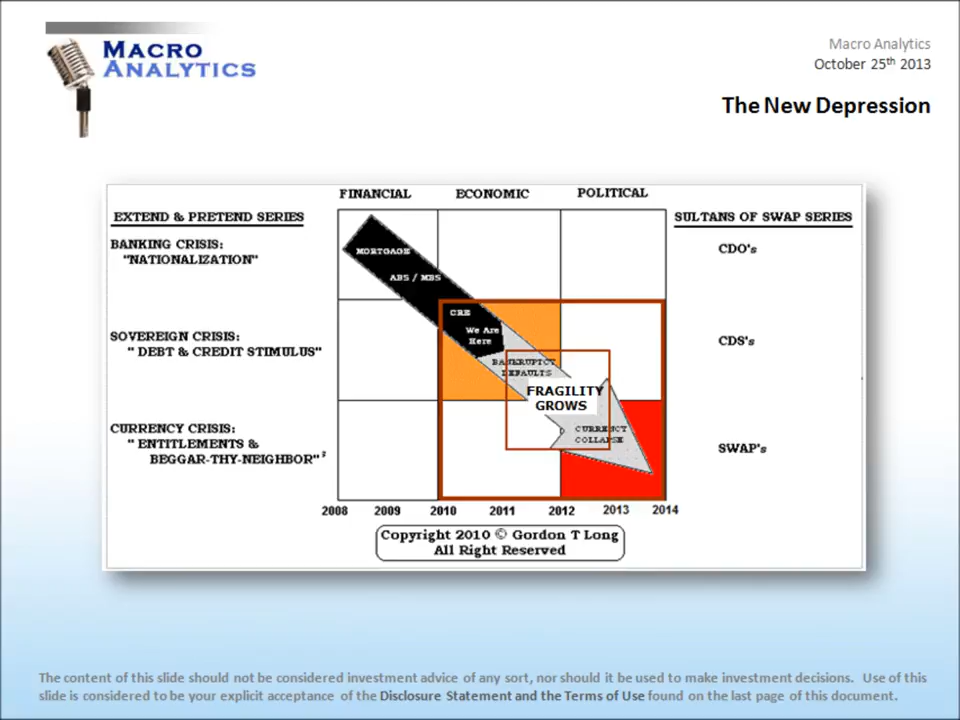 MACRO
ANALYTICS
Macro Analytics
October 25th 2013
The New Depression
FINANCIAL ECONOMIC POLITICAL
EXTEND & PRETEND SERIES
SULTANS OF SWAP SERIES
BANKING CRISIS:
"NATIONALIZATION"
CDO's
MORTGAGE
ABS / MBS
CRE
We Are
Here
SOVEREIGN CRISIS:
" DEBT & CREDIT STIMULUS"
CDS's
BANKRUPTCY
DEFAULTS
FRAGILITY
GROWS
CURRENCY CRISIS:
" ENTITLEMENTS &
BEGGAR-THY-NEIGHBOR"
CURRENCY
COLLAPSE
SWAP's
2008 2009 2010 2011 2012 2013 2014
Copyright 2010 © Gordon T Long
All Right Reserved
The content of this slide should not be considered investment advice of any sort, nor should it be used to make investment decisions. Use of this
slide is considered to be your explicit acceptance of the Disclosure Statement and the Terms of Use found on the last page of this document.